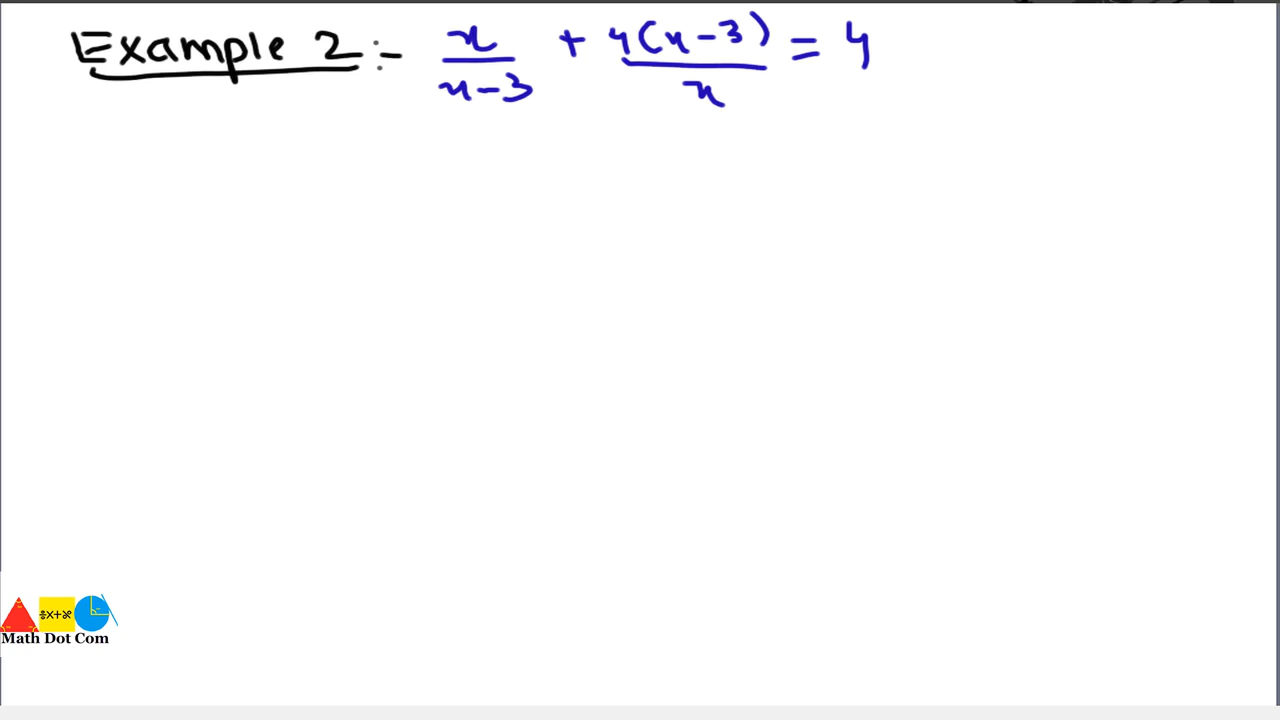 Example 2 :- x/(x-3) + 4(x-3)/x = 4
Math Dot Com